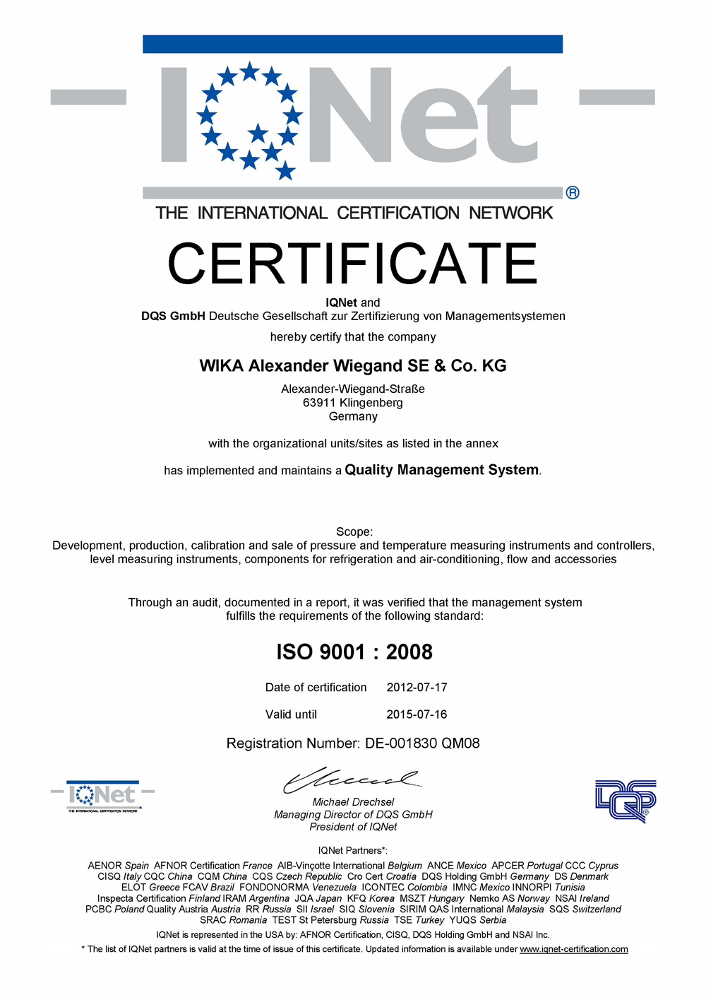 IQNet
®
THE INTERNATIONAL CERTIFICATION NETWORK
CERTIFICATE
IQNet and
DQS GmbH Deutsche Gesellschaft zur Zertifizierung von Managementsystemen
hereby certify that the company
WIKA Alexander Wiegand SE & Co. KG
Alexander-Wiegand-Straße
63911 Klingenberg
Germany
with the organizational units/sites as listed in the annex
has implemented and maintains a Quality Management System.
Scope:
Development, production, calibration and sale of pressure and temperature measuring instruments and controllers,
level measuring instruments, components for refrigeration and air-conditioning, flow and accessories
Through an audit, documented in a report, it was verified that the management system
fulfills the requirements of the following standard:
ISO 9001 : 2008
Date of certification 2012-07-17
Valid until 2015-07-16
Registration Number: DE-001830 QM08
IQNet
THE INTERNATIONAL CERTIFICATION NETWORK
Michael Drechsel
Managing Director of DQS GmbH
President of IQNet
DQS ®
IQNet Partners*:
AENOR Spain AFNOR Certification France AIB-Vinçotte International Belgium ANCE Mexico APCER Portugal CCC Cyprus
CISQ Italy CQC China CQM China CQS Czech Republic Cro Cert Croatia DQS Holding GmbH Germany DS Denmark
ELOT Greece FCAV Brazil FONDONORMA Venezuela ICONTEC Colombia IMNC Mexico INNORPI Tunisia
Inspecta Certification Finland IRAM Argentina JQA Japan KFQ Korea MSZT Hungary Nemko AS Norway NSAI Ireland
PCBC Poland Quality Austria Austria RR Russia SII Israel SIQ Slovenia SIRIM QAS International Malaysia SQS Switzerland
SRAC Romania TEST St Petersburg Russia TSE Turkey YUQS Serbia
IQNet is represented in the USA by: AFNOR Certification, CISQ, DQS Holding GmbH and NSAI Inc.
* The list of IQNet partners is valid at the time of issue of this certificate. Updated information is available under www.iqnet-certification.com